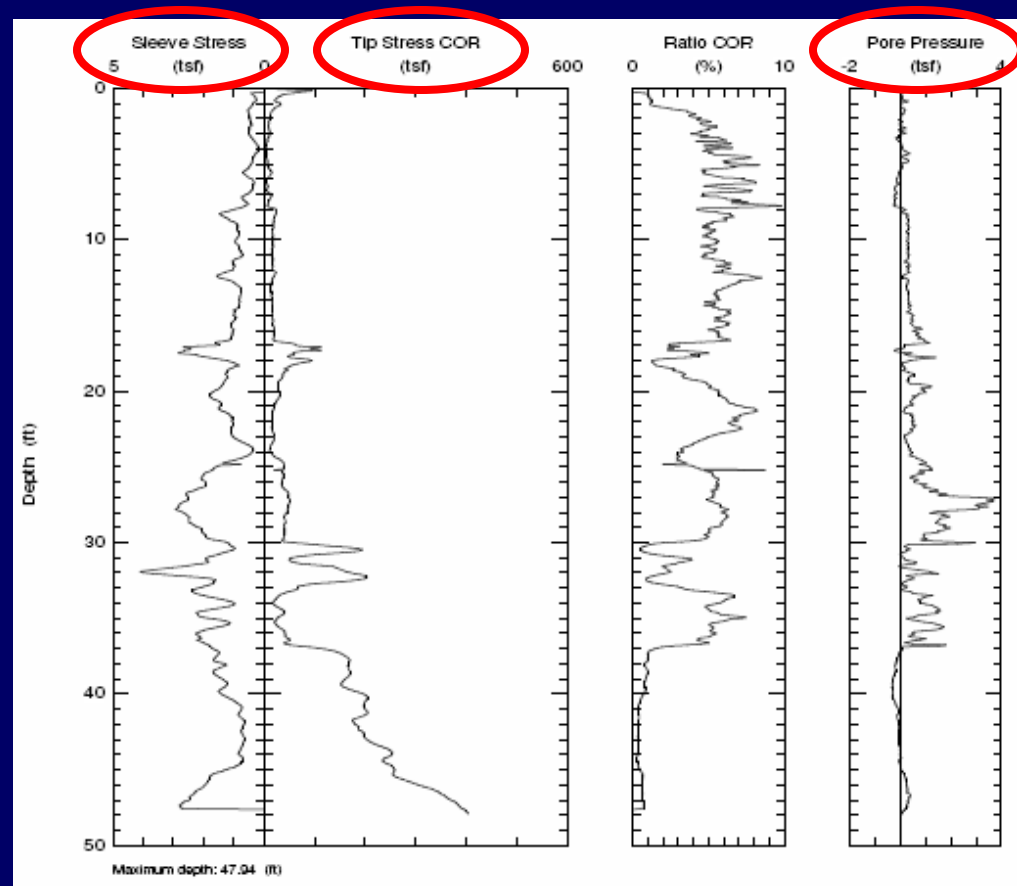 Sleeve Stress Tip Stress COR Ratio COR Pore Pressure
5 (tsf) 0 (tsf) 600 0 (%) 10 -2 (tsf) 4
0
10
20
30
40
50
Depth (ft)
Maximum depth: 47.94 (ft)